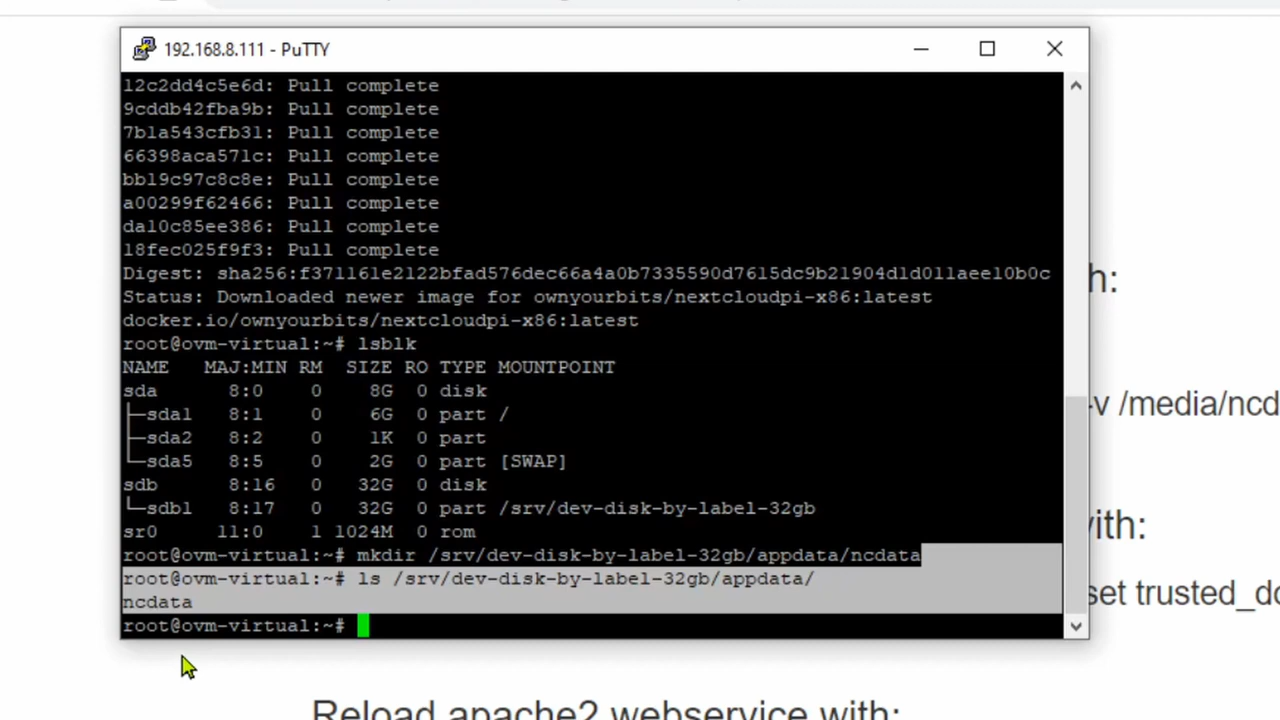 192.168.8.111 - PuTTY
12c2dd4c5e6d: Pull complete
9cddb42fba9b: Pull complete
7b1a543cfb31: Pull complete
66398aca571c: Pull complete
bb19c97c8c8e: Pull complete
a00299f62466: Pull complete
da10c85ee386: Pull complete
18fec025f9f3: Pull complete
Digest: sha256:f371161e2122bfad576dec66a4a0b7335590d7615dc9b21904d1d011aee10b0c
Status: Downloaded newer image for ownyourbits/nextcloudpi-x86:latest
docker.io/ownyourbits/nextcloudpi-x86:latest
root@ovm-virtual:~# lsblk
NAME MAJ:MIN RM SIZE RO TYPE MOUNTPOINT
sda 8:0 0 8G 0 disk
├─sda1 8:1 0 6G 0 part /
├─sda2 8:2 0 1K 0 part
└─sda5 8:5 0 2G 0 part [SWAP]
sdb 8:16 0 32G 0 disk
└─sdb1 8:17 0 32G 0 part /srv/dev-disk-by-label-32gb
sr0 11:0 1 1024M 0 rom
root@ovm-virtual:~# mkdir /srv/dev-disk-by-label-32gb/appdata/ncdata
root@ovm-virtual:~# ls /srv/dev-disk-by-label-32gb/appdata/
ncdata
root@ovm-virtual:~#
h:
-v /media/ncd
with:
set trusted_do
Reload apache2 webservice with: